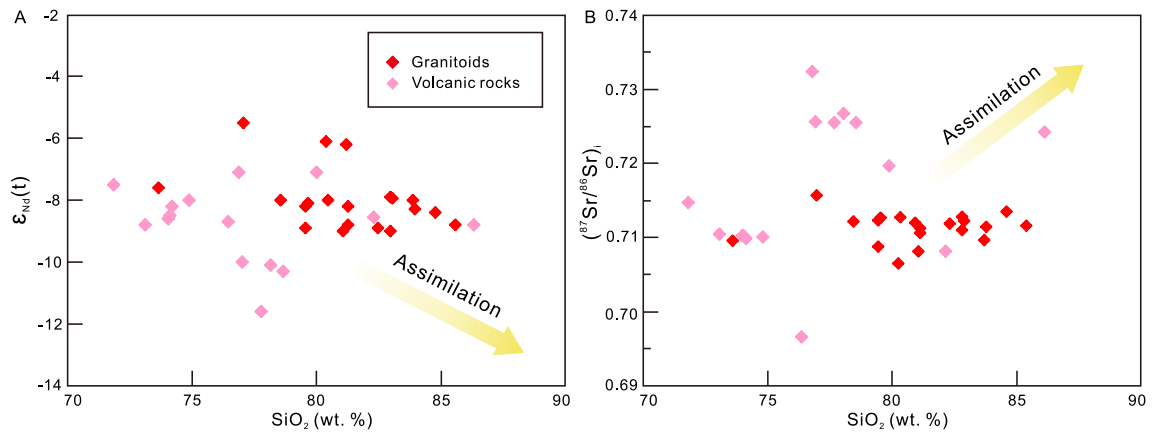 A
-2
-4
-6
-8
-10
-12
-14
70
75
80
85
90
εNd(t)
SiO₂ (wt. %)
Granitoids
Volcanic rocks
Assimilation
B
0.74
0.73
0.72
0.71
0.70
0.69
70
75
80
85
90
(⁸⁷Sr/⁸⁶Sr)i
SiO₂ (wt. %)
Assimilation